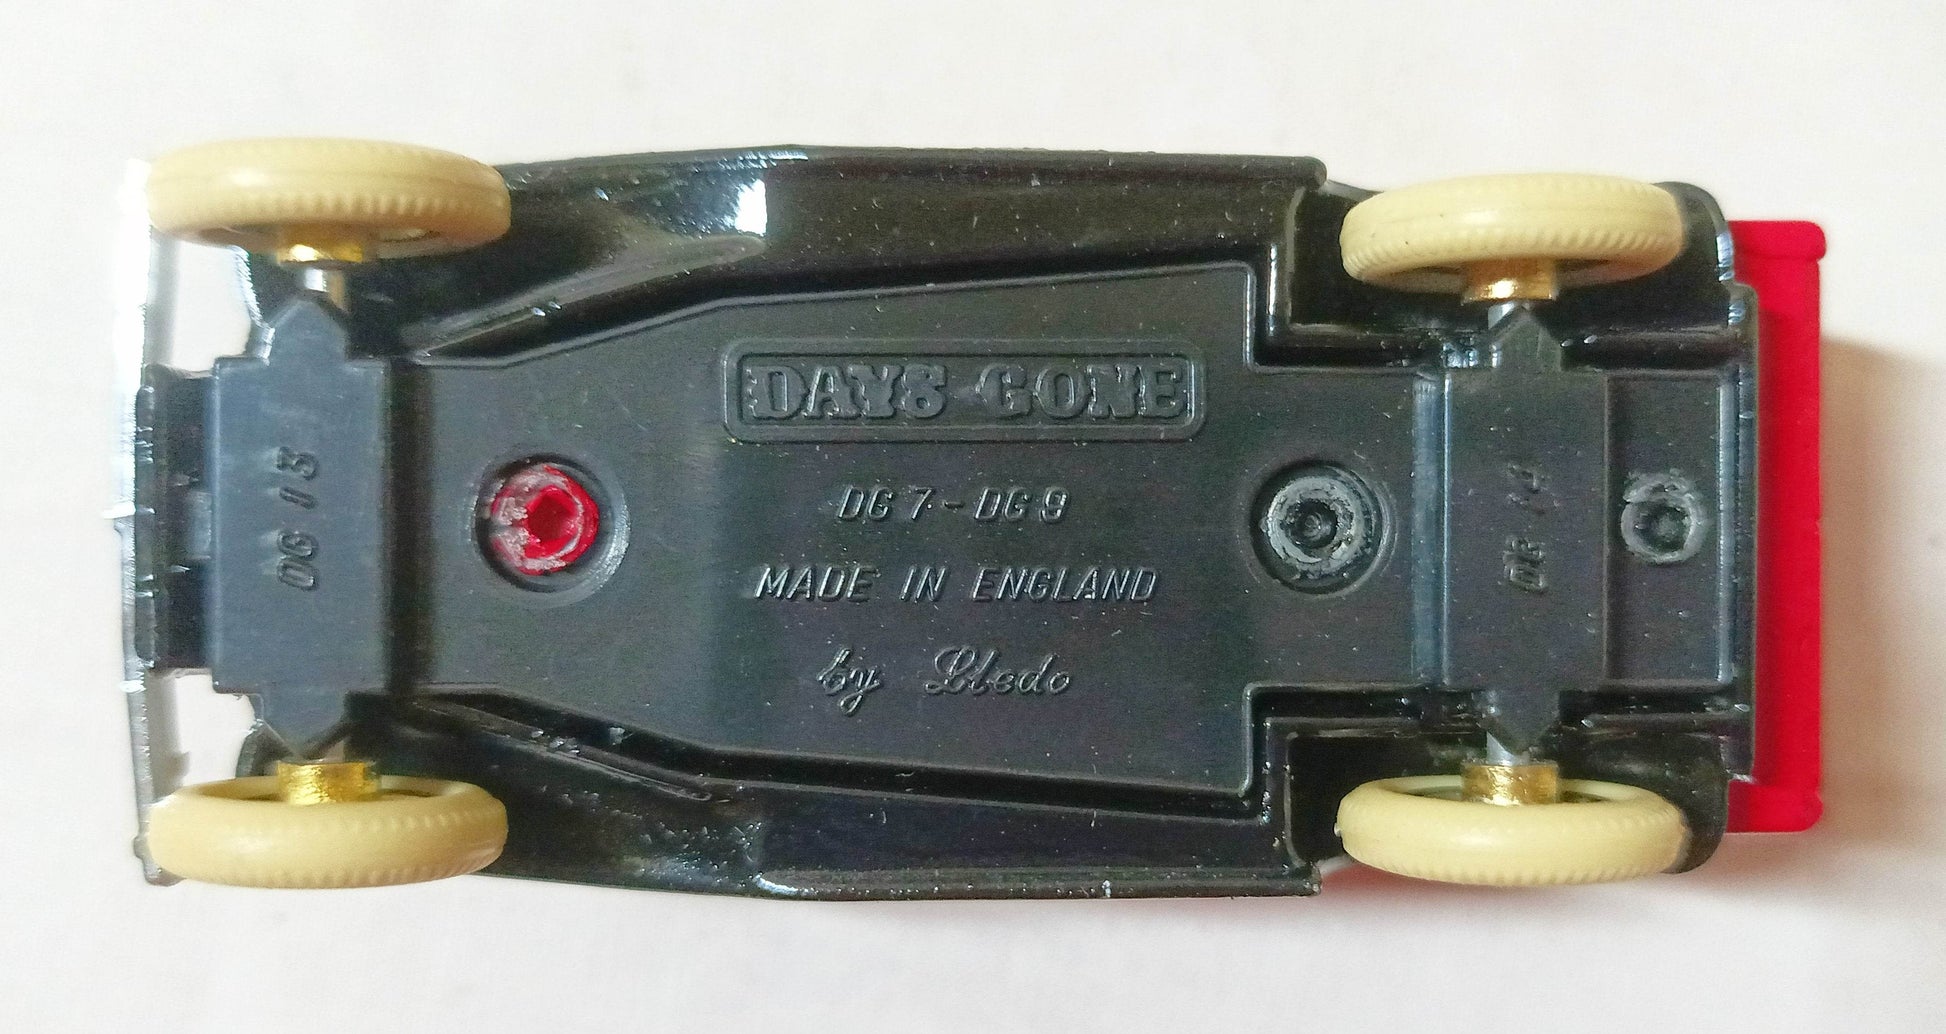 DAYS GONE
DG 7 - DG 9
MADE IN ENGLAND
by Lledo
DG 13
DG 14